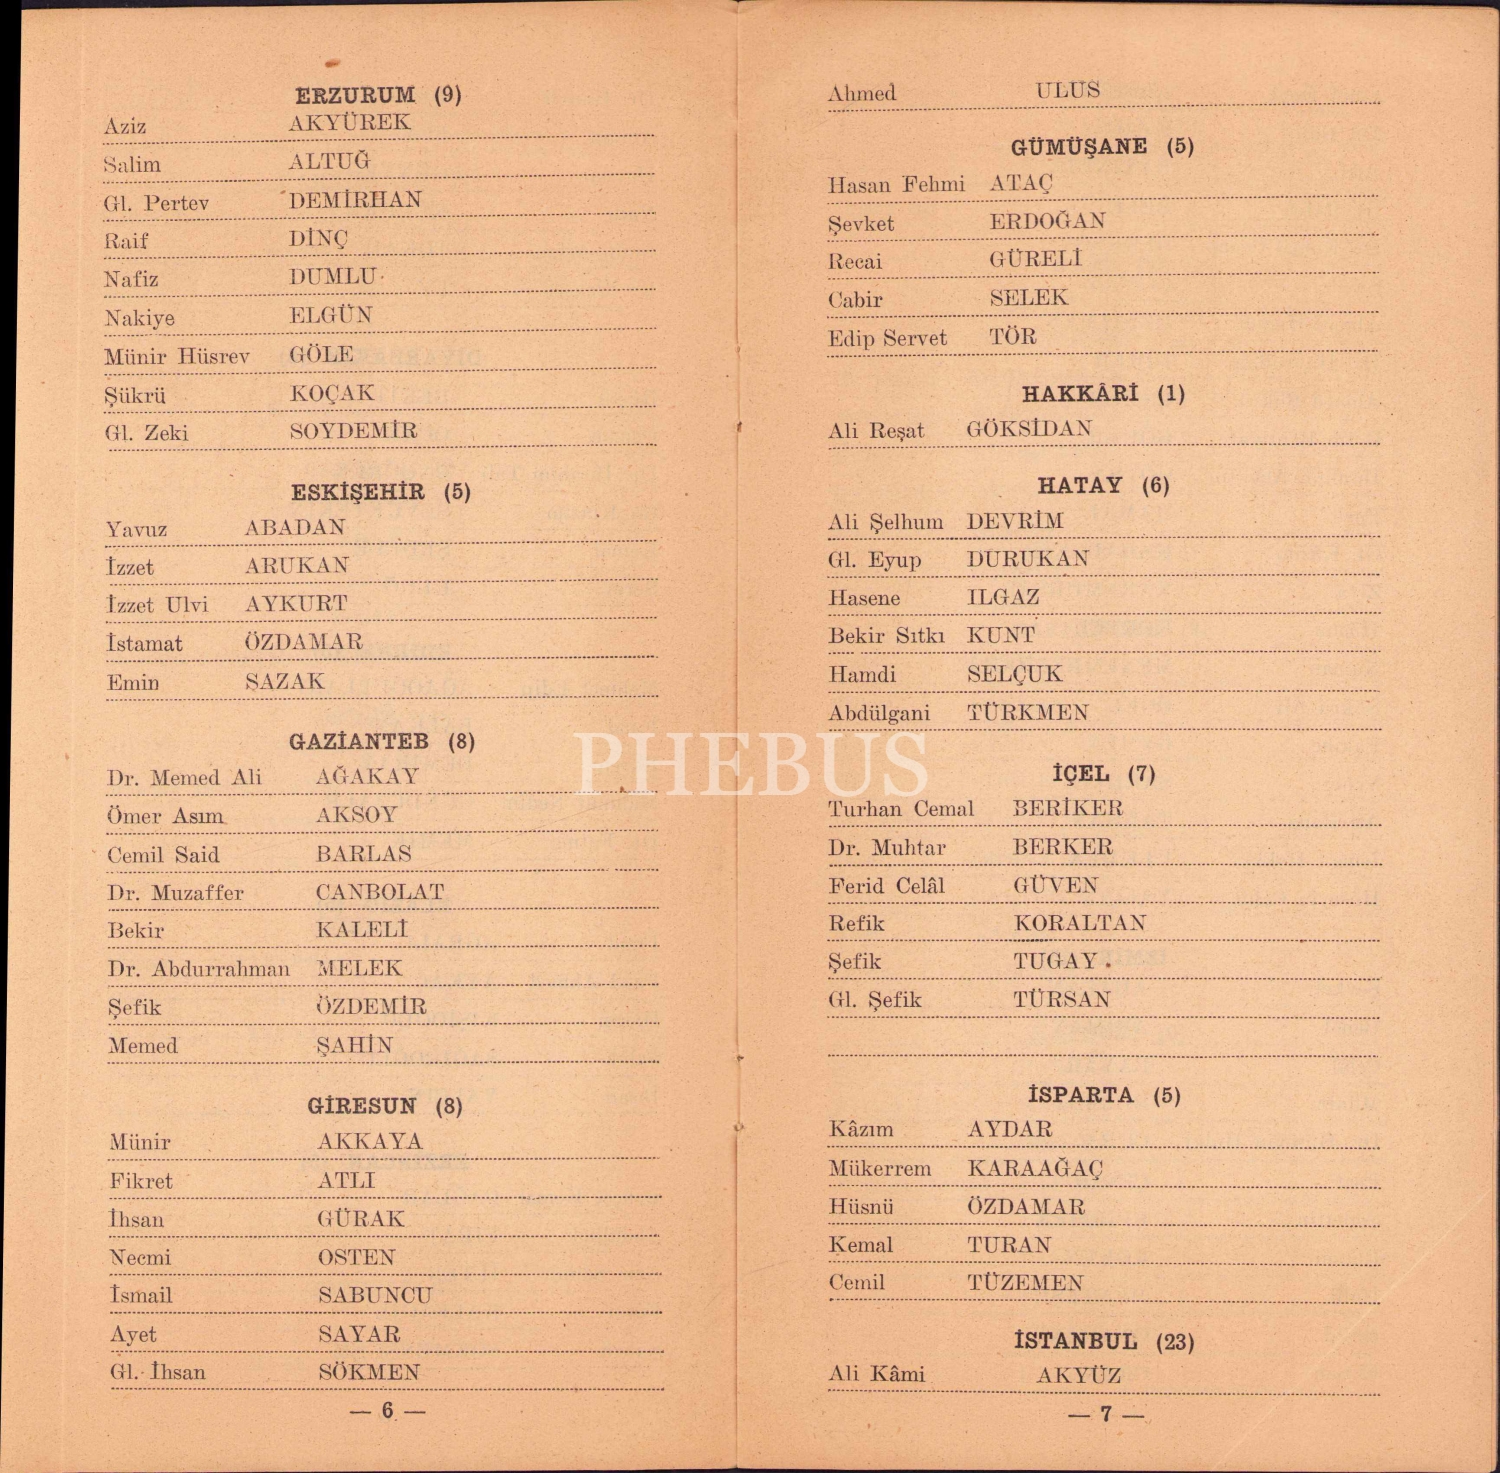 ERZURUM (9)
Aziz AKYÜREK
Salim ALTUĞ
Gl. Pertev DEMİRHAN
Raif DİNÇ
Nafiz DUMLU
Nakiye ELGÜN
Münir Hüsrev GÖLE
Şükrü KOÇAK
Gl. Zeki SOYDEMİR
ESKİŞEHİR (5)
Yavuz ABADAN
İzzet ARUKAN
İzzet Ulvi AYKURT
İstamat ÖZDAMAR
Emin SAZAK
GAZİANTEB (8)
Dr. Memed Ali AĞAKAY
Ömer Asım AKSOY
Cemil Said BARLAS
Dr. Muzaffer CANBOLAT
Bekir KALELİ
Dr. Abdurrahman MELEK
Şefik ÖZDEMİR
Memed ŞAHİN
GİRESUN (8)
Münir AKKAYA
Fikret ATLI
İhsan GÜRAK
Necmi OSTEN
İsmail SABUNCU
Ayet SAYAR
Gl. İhsan SÖKMEN
— 6 —
Ahmed ULUS
GÜMÜŞANE (5)
Hasan Fehmi ATAÇ
Şevket ERDOĞAN
Recai GÜRELİ
Cabir SELEK
Edip Servet TÖR
HAKKÂRİ (1)
Ali Reşat GÖKSİDAN
HATAY (6)
Ali Şelhum DEVRİM
Gl. Eyup DURUKAN
Hasene ILGAZ
Bekir Sıtkı KUNT
Hamdi SELÇUK
Abdülgani TÜRKMEN
İÇEL (7)
Turhan Cemal BERİKER
Dr. Muhtar BERKER
Ferid Celâl GÜVEN
Refik KORALTAN
Şefik TUGAY
Gl. Şefik TÜRSAN
İSPARTA (5)
Kâzım AYDAR
Mükerrem KARAAĞAÇ
Hüsnü ÖZDAMAR
Kemal TURAN
Cemil TÜZEMEN
İSTANBUL (23)
Ali Kâmi AKYÜZ
— 7 —
PHEBUS